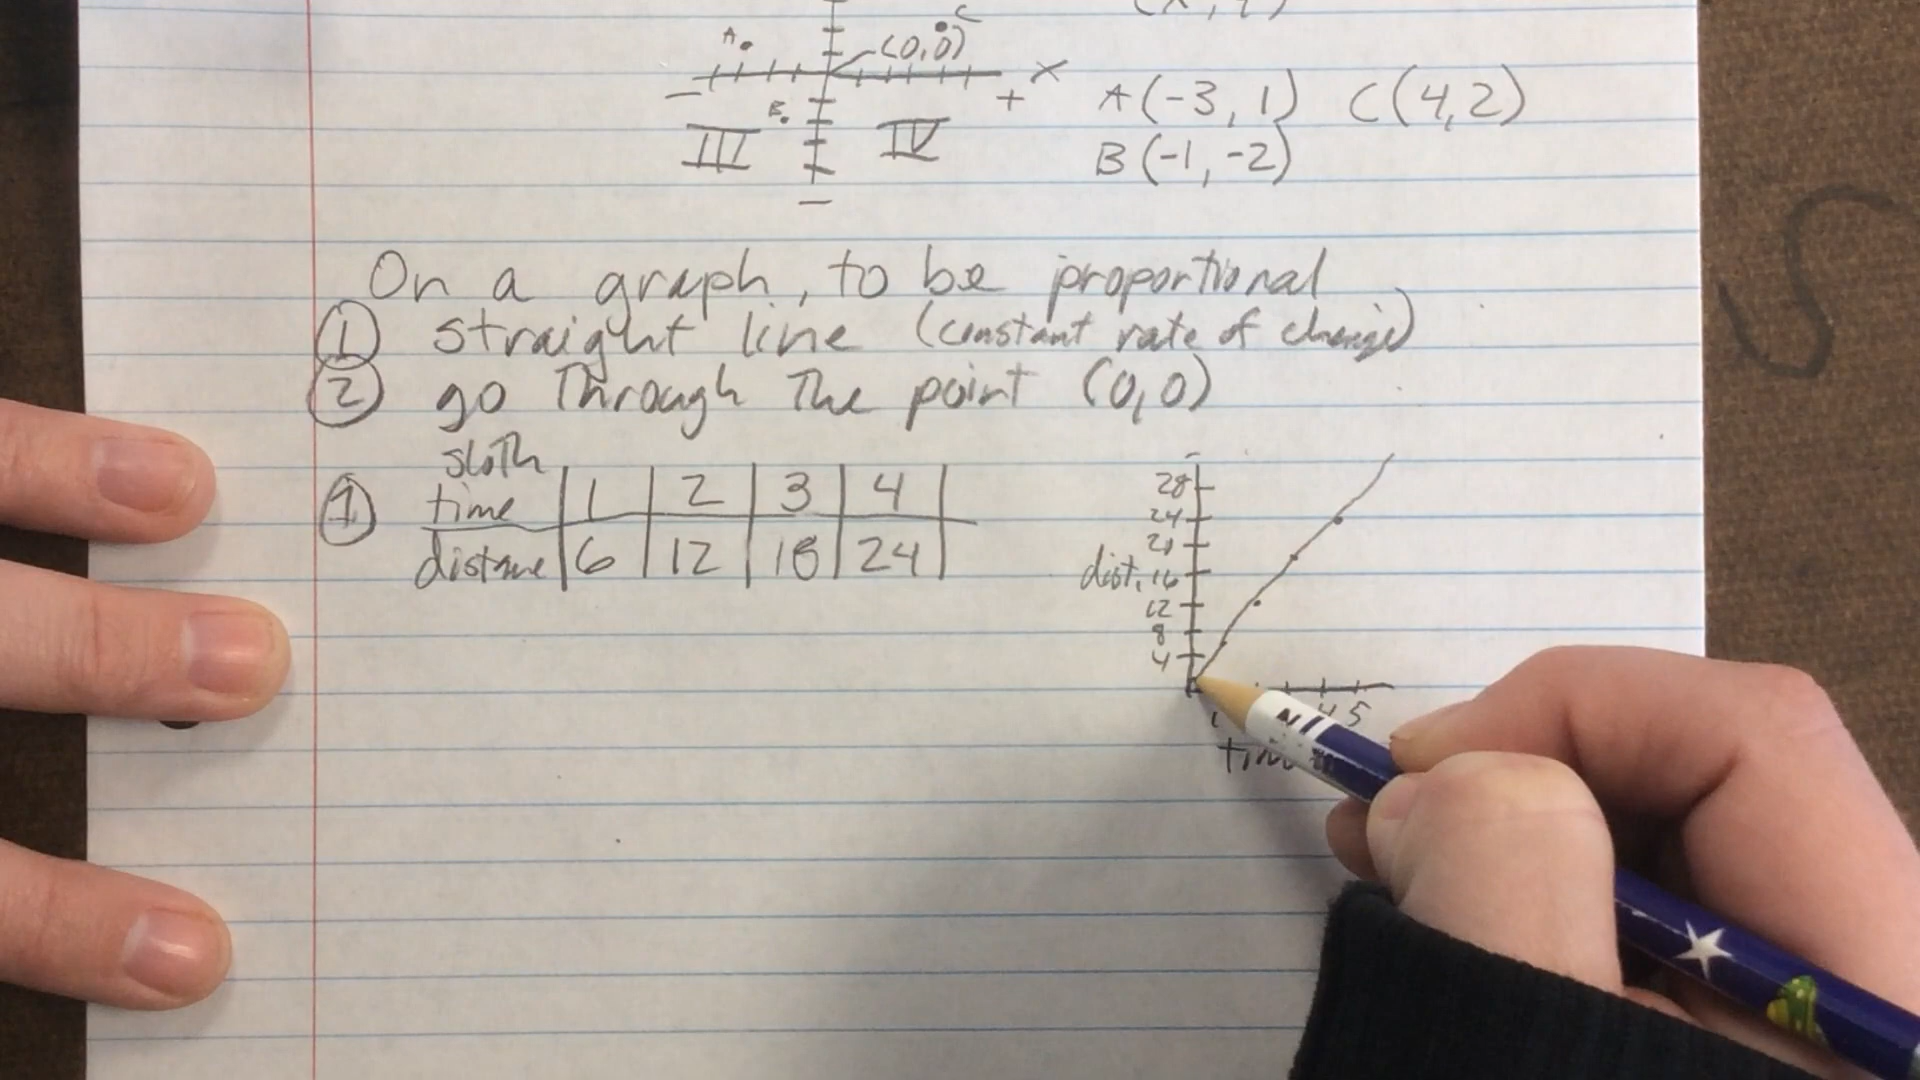 C
A.
(0,0)
X
- +
A(-3, 1) C(4,2)
B.
III IV
B(-1, -2)
On a graph, to be proportional
① straight line (constant rate of change)
② go through the point (0,0)
sloth
① time 1 2 3 4
distance 6 12 18 24
28
24
20
dist. 16
12
8
4
1 4 5